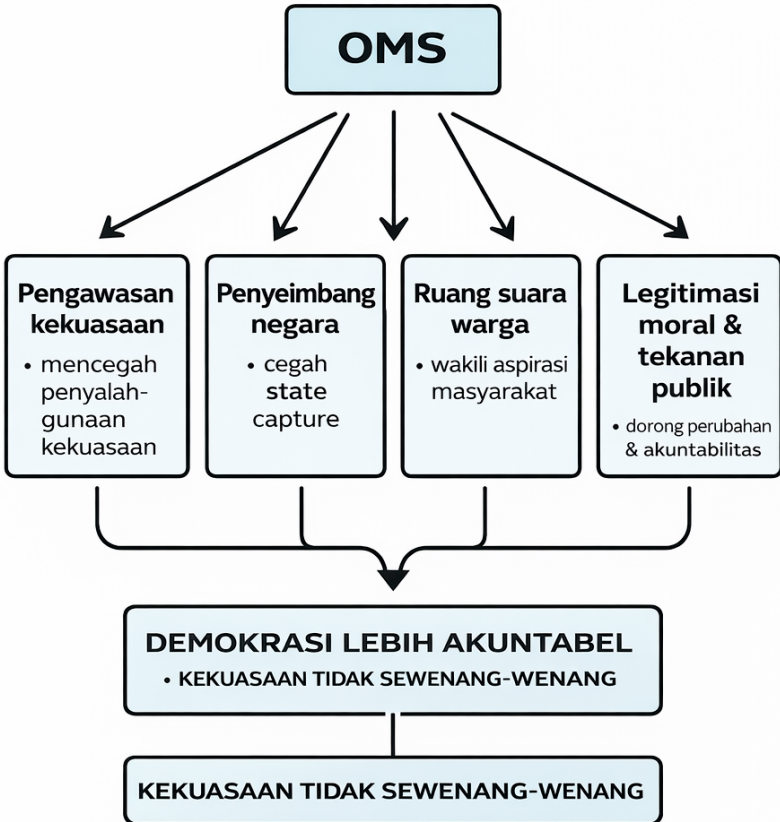 OMS
Pengawasan
kekuasaan
• mencegah
penyalah-
gunaan
kekuasaan
Penyeimbang
negara
• cegah
state
capture
Ruang suara
warga
• wakili aspirasi
masyarakat
Legitimasi
moral &
tekanan
publik
• dorong perubahan
& akuntabilitas
DEMOKRASI LEBIH AKUNTABEL
• KEKUASAAN TIDAK SEWENANG-WENANG
KEKUASAAN TIDAK SEWENANG-WENANG